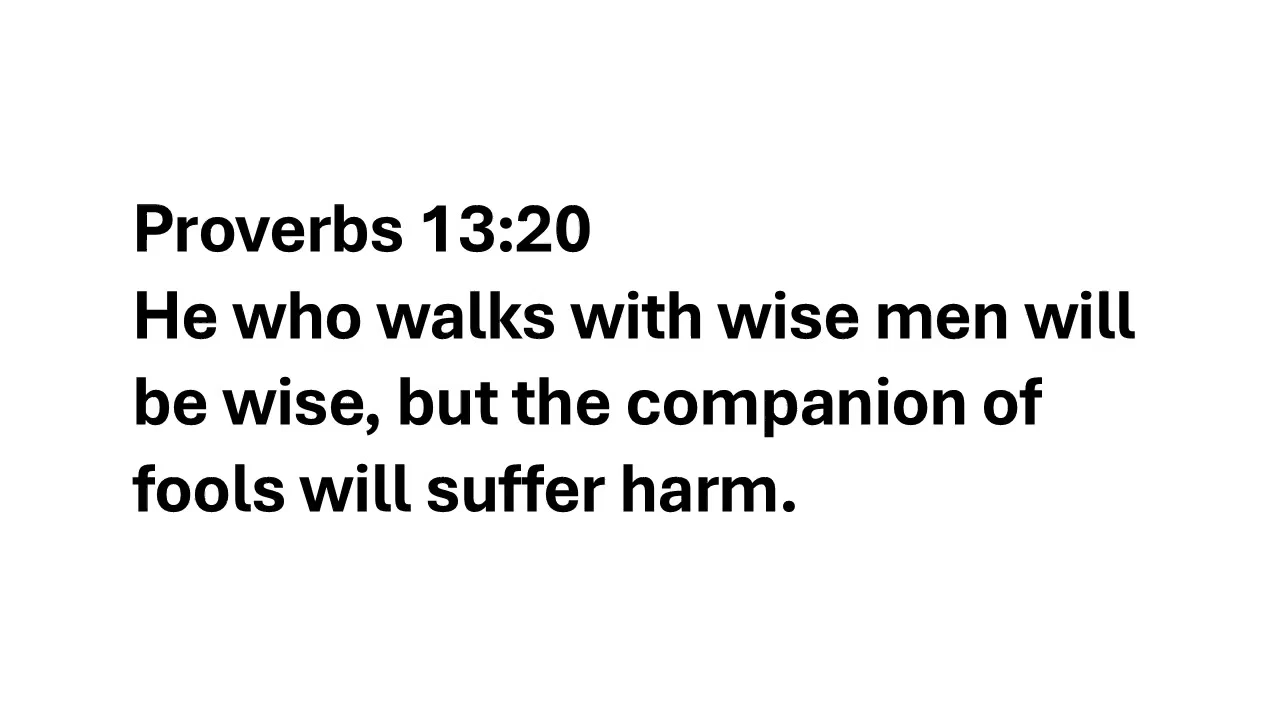 Proverbs 13:20
He who walks with wise men will
be wise, but the companion of
fools will suffer harm.